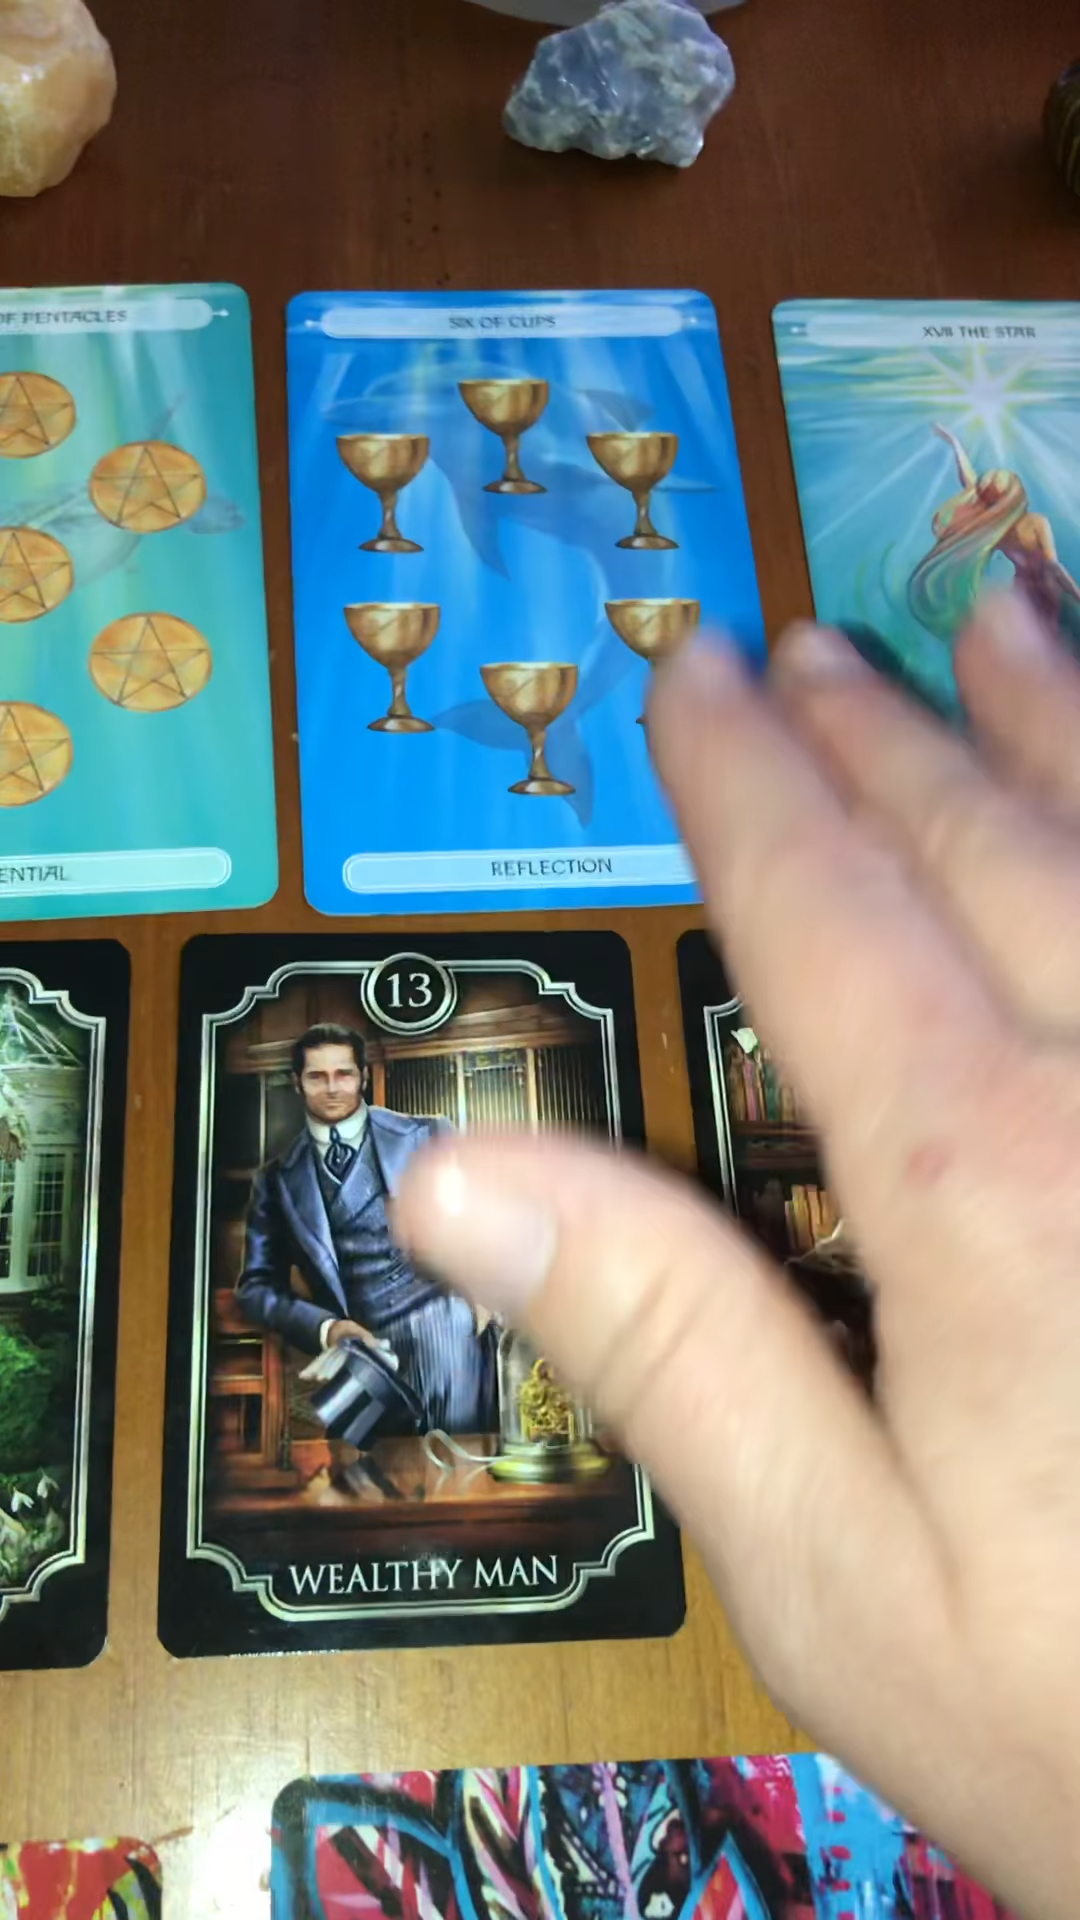 OF PENTACLES
SIX OF CUPS
XVII THE STAR
ENTIAL
REFLECTION
13
WEALTHY MAN